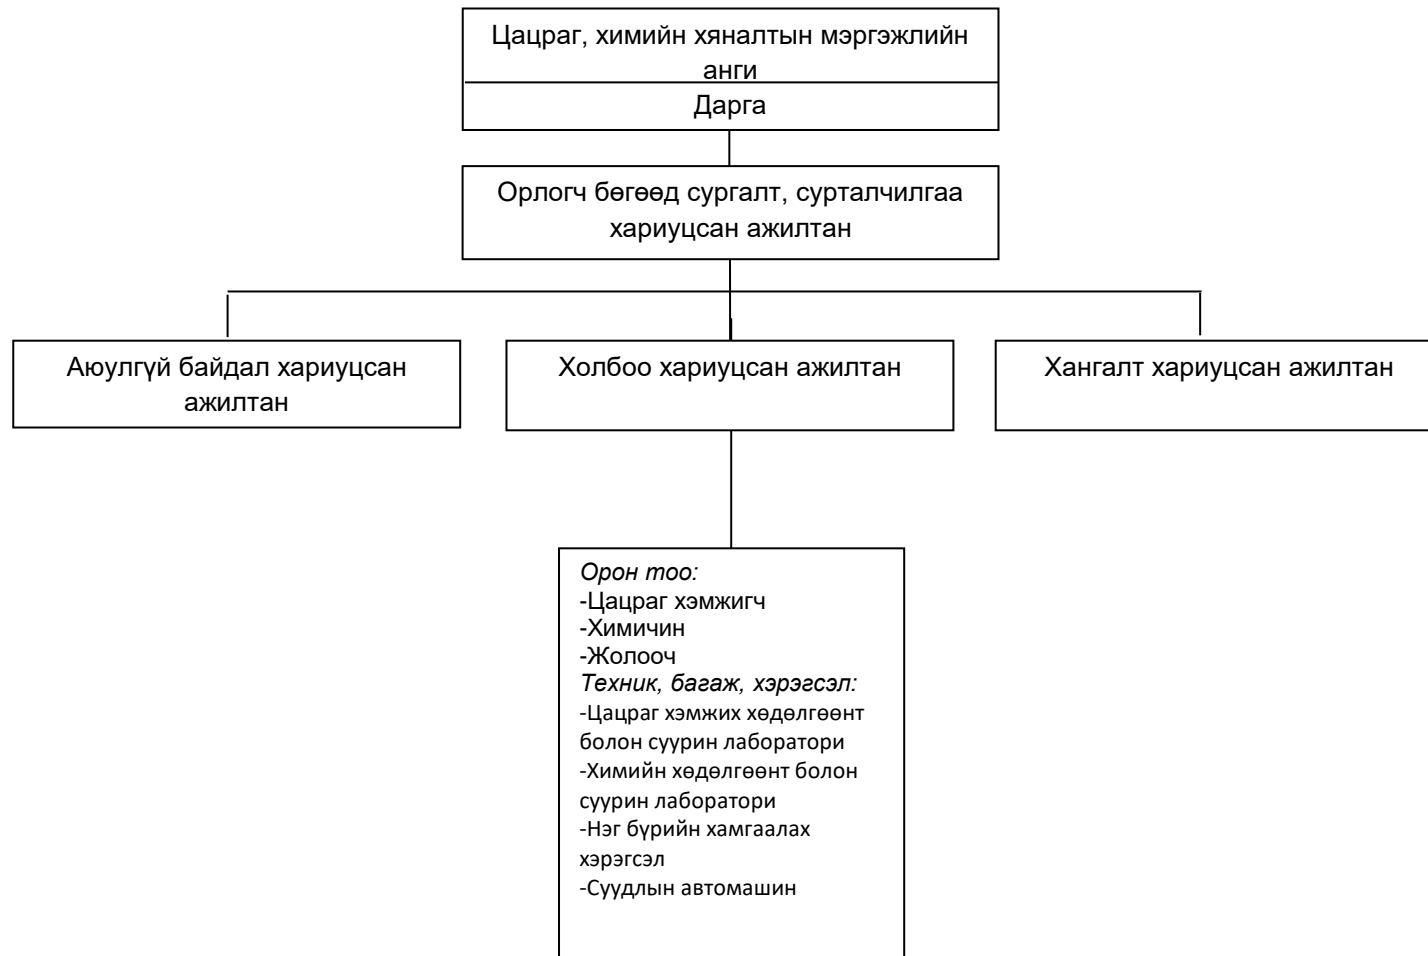 Цацраг, химийн хяналтын мэргэжлийн
анги
Дарга
Орлогч бөгөөд сургалт, сурталчилгаа
хариуцсан ажилтан
Аюулгүй байдал хариуцсан
ажилтан
Холбоо хариуцсан ажилтан
Хангалт хариуцсан ажилтан
Орон тоо:
-Цацраг хэмжигч
-Химичин
-Жолооч
Техник, багаж, хэрэгсэл:
-Цацраг хэмжих хөдөлгөөнт
болон суурин лаборатори
-Химийн хөдөлгөөнт болон
суурин лаборатори
-Нэг бүрийн хамгаалах
хэрэгсэл
-Суудлын автомашин